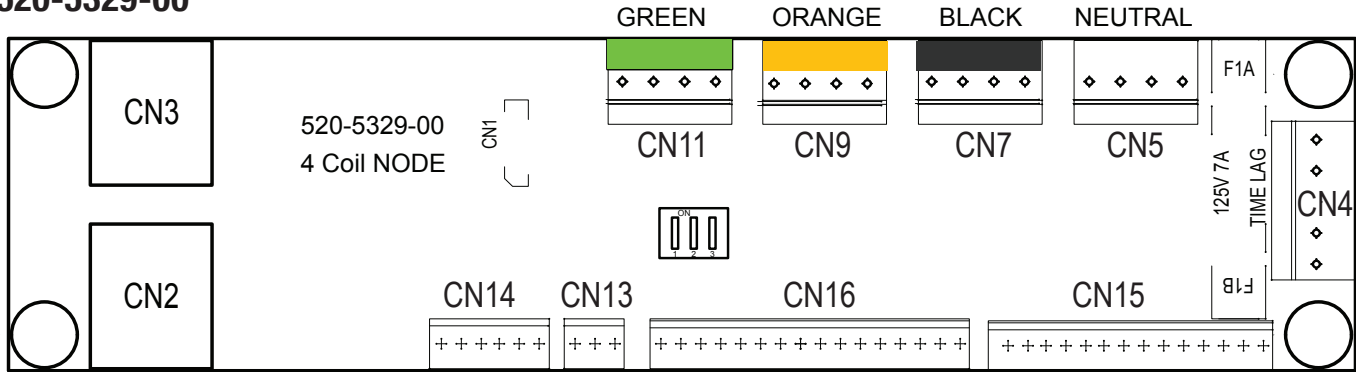 520-5329-00
GREEN ORANGE BLACK NEUTRAL
CN3
520-5329-00
4 Coil NODE
CN1
CN11 CN9 CN7 CN5
F1A
125V 7A
TIME LAG
CN4
ON
1 2 3
CN2
CN14 CN13 CN16 CN15
F1B